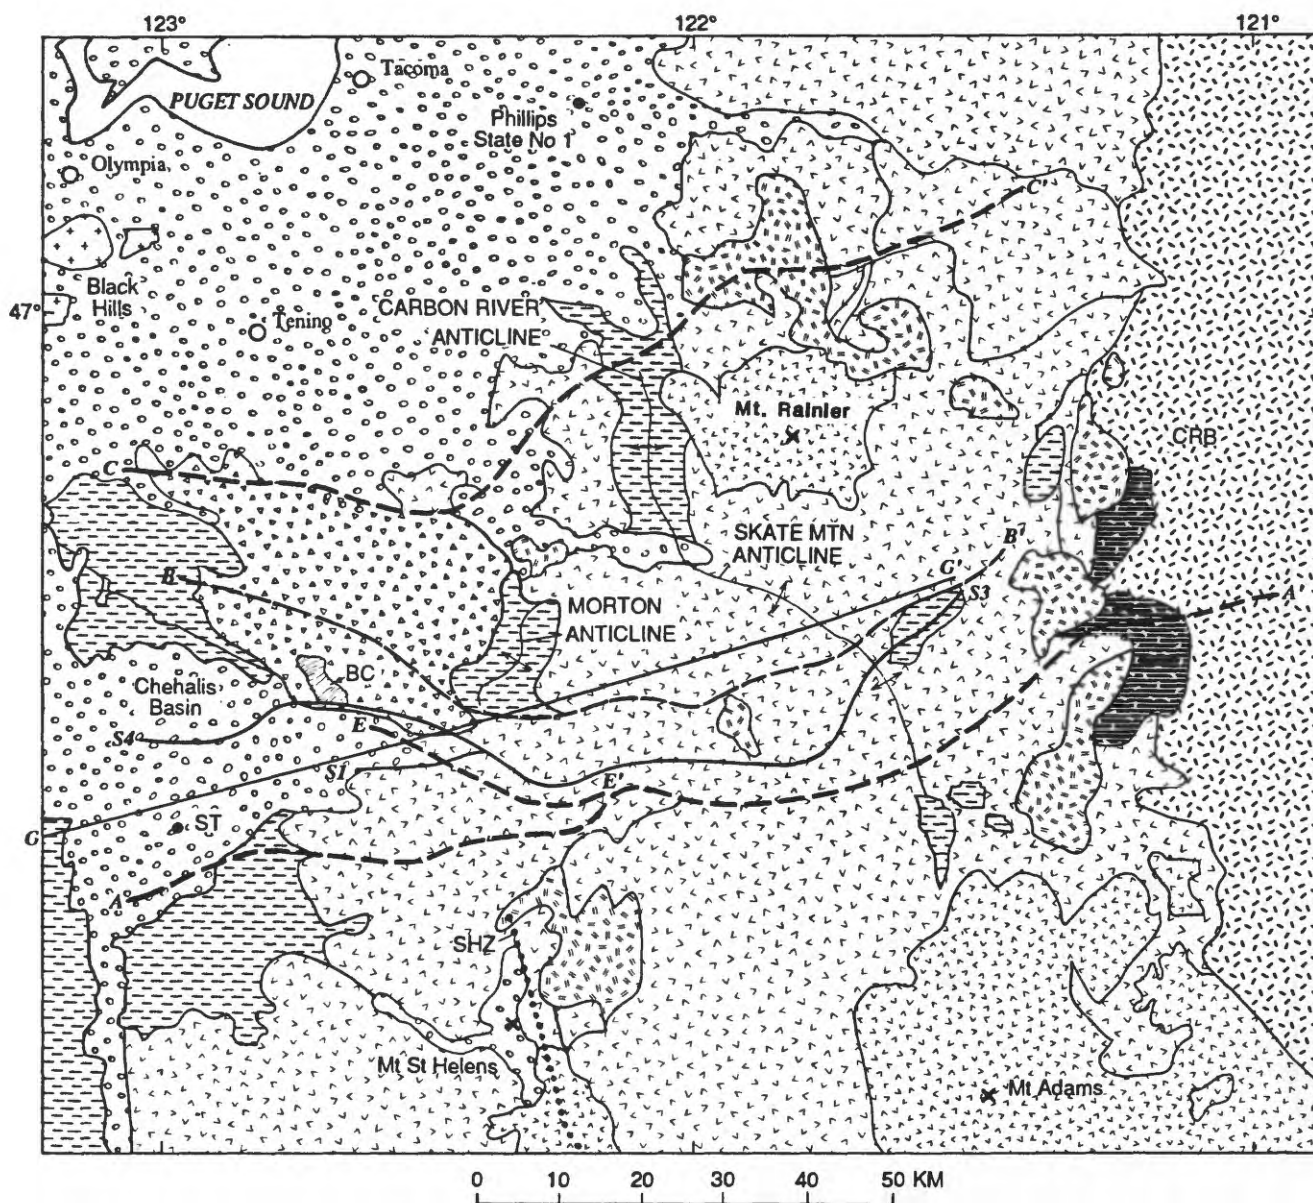 123°
122°
121°
Tacoma
PUGET SOUND
Phillips
State No 1
Olympia
C'
Black
Hills
47°
CARBON RIVER
ANTICLINE
Tenino
Mt. Rainier
CRB
C
SKATE MTN
ANTICLINE
B'
B
G'
S3
A
MORTON
ANTICLINE
BC
Chehalis
Basin
E
S4
S1
E'
G
ST
A
SHZ
Mt St Helens
Mt Adams
0 10 20 30 40 50 KM